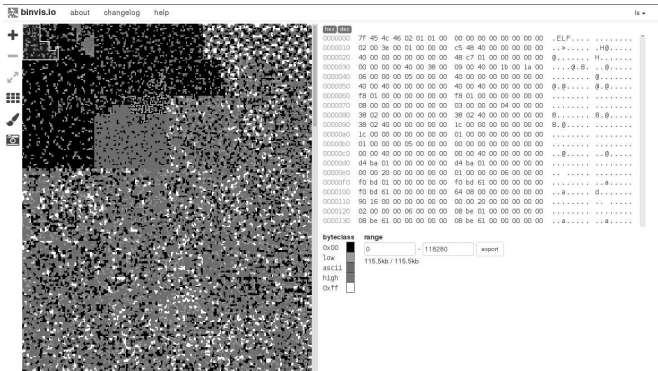 binvis.io about changelog help ls
hex dec
0000000 7f 45 4c 46 02 01 01 00 00 00 00 00 00 00 00 00 .ELF............
0000010 02 00 3e 00 01 00 00 00 c5 48 40 00 00 00 00 00 ..>......H@.....
0000020 40 00 00 00 00 00 00 00 48 c7 01 00 00 00 00 00 @.......H.......
0000030 00 00 00 00 40 00 38 00 09 00 40 00 1b 00 1a 00 ....@.8...@.....
0000040 06 00 00 00 05 00 00 00 40 00 00 00 00 00 00 00 ........@.......
0000050 40 00 40 00 00 00 00 00 40 00 40 00 00 00 00 00 @.@.....@.@.....
0000060 f8 01 00 00 00 00 00 00 f8 01 00 00 00 00 00 00 ................
0000070 08 00 00 00 00 00 00 00 03 00 00 00 04 00 00 00 ................
0000080 38 02 00 00 00 00 00 00 38 02 40 00 00 00 00 00 8.......8.@.....
0000090 38 02 40 00 00 00 00 00 1c 00 00 00 00 00 00 00 8.@.............
00000a0 1c 00 00 00 00 00 00 00 01 00 00 00 00 00 00 00 ................
00000b0 01 00 00 00 05 00 00 00 00 00 00 00 00 00 00 00 ................
00000c0 00 00 40 00 00 00 00 00 00 00 40 00 00 00 00 00 ..@.......@.....
00000d0 d4 ba 01 00 00 00 00 00 d4 ba 01 00 00 00 00 00 ................
00000e0 00 00 20 00 00 00 00 00 01 00 00 00 06 00 00 00 .. .............
00000f0 f0 bd 01 00 00 00 00 00 f0 bd 61 00 00 00 00 00 ..........a.....
0000100 f0 bd 61 00 00 00 00 00 64 08 00 00 00 00 00 00 ..a.....d.......
0000110 90 16 00 00 00 00 00 00 00 00 20 00 00 00 00 00 .......... .....
0000120 02 00 00 00 06 00 00 00 08 be 01 00 00 00 00 00 ................
0000130 08 be 61 00 00 00 00 00 08 be 61 00 00 00 00 00 ..a.......a.....
byteclass range
0x00 0 - 118280 export
low 115.5kb / 115.5kb
ascii
high
0xff